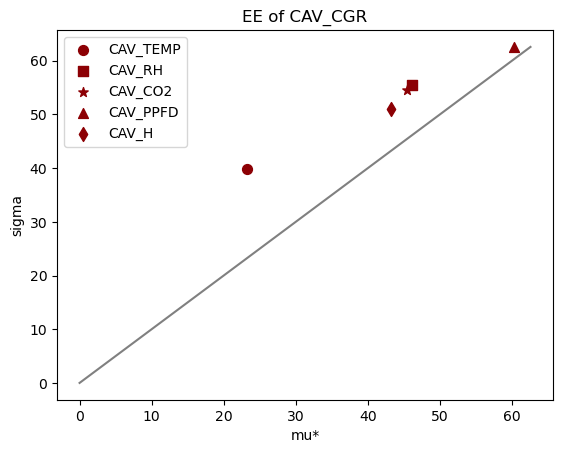 EE of CAV_CGR
CAV_TEMP
CAV_RH
CAV_CO2
CAV_PPFD
CAV_H
60
50
40
30
20
10
0
sigma
0 10 20 30 40 50 60
mu*